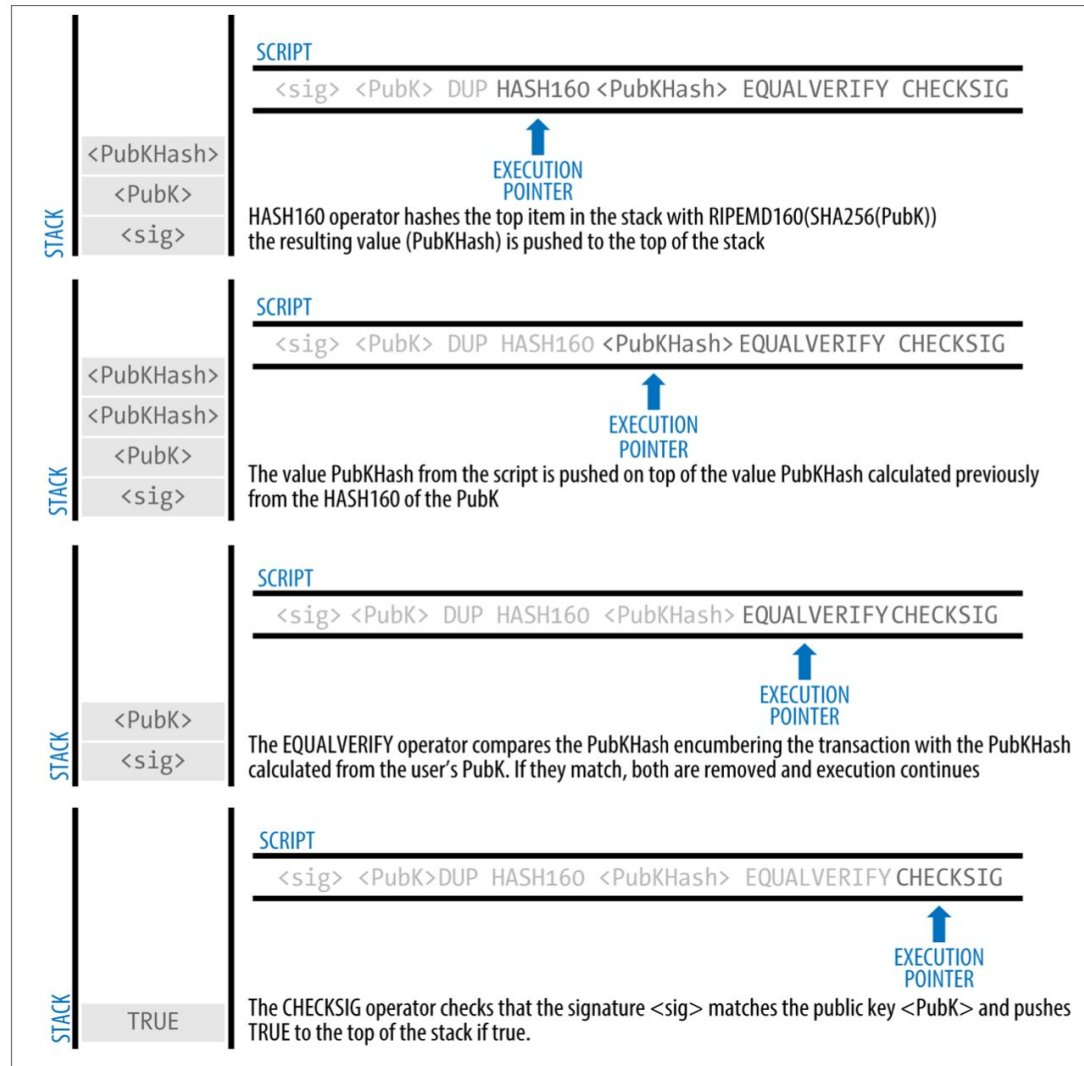 SCRIPT
<sig> <PubK> DUP HASH160 <PubKHash> EQUALVERIFY CHECKSIG
EXECUTION
POINTER
<PubKHash>
<PubK>
<sig>
STACK
HASH160 operator hashes the top item in the stack with RIPEMD160(SHA256(PubK))
the resulting value (PubKHash) is pushed to the top of the stack
SCRIPT
<sig> <PubK> DUP HASH160 <PubKHash> EQUALVERIFY CHECKSIG
EXECUTION
POINTER
<PubKHash>
<PubKHash>
<PubK>
<sig>
STACK
The value PubKHash from the script is pushed on top of the value PubKHash calculated previously
from the HASH160 of the PubK
SCRIPT
<sig> <PubK> DUP HASH160 <PubKHash> EQUALVERIFY CHECKSIG
EXECUTION
POINTER
<PubK>
<sig>
STACK
The EQUALVERIFY operator compares the PubKHash encumbering the transaction with the PubKHash
calculated from the user’s PubK. If they match, both are removed and execution continues
SCRIPT
<sig> <PubK> DUP HASH160 <PubKHash> EQUALVERIFY CHECKSIG
EXECUTION
POINTER
TRUE
STACK
The CHECKSIG operator checks that the signature <sig> matches the public key <PubK> and pushes
TRUE to the top of the stack if true.